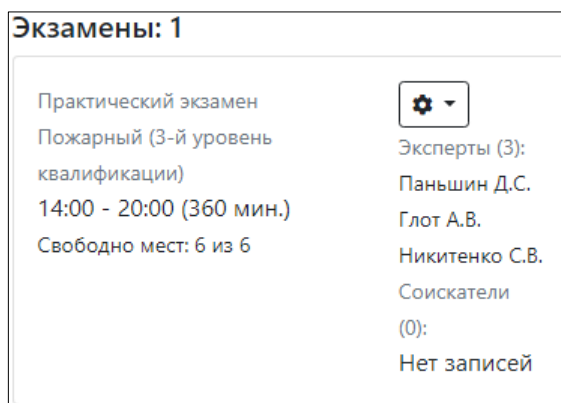 Экзамены: 1
Практический экзамен
Пожарный (3-й уровень
квалификации)
14:00 - 20:00 (360 мин.)
Свободно мест: 6 из 6
Эксперты (3):
Паньшин Д.С.
Глот А.В.
Никитенко С.В.
Соискатели
(0):
Нет записей